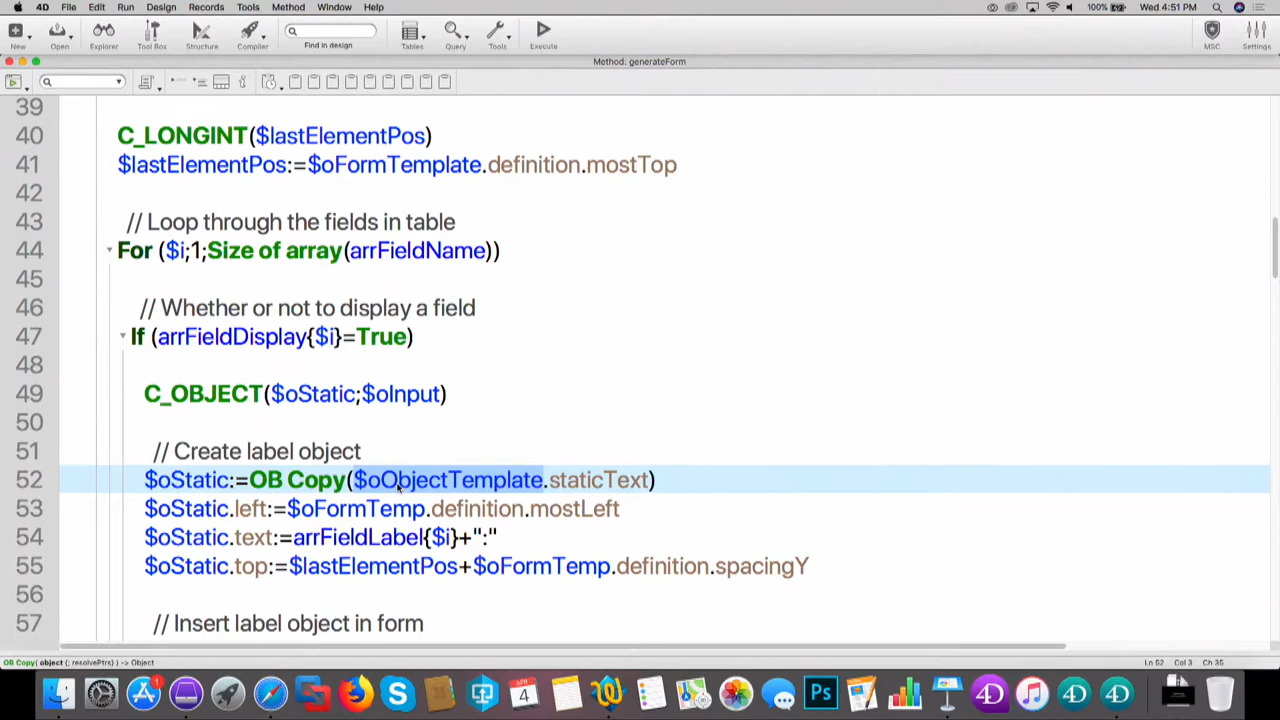 4D File Edit Run Design Records Tools Method Window Help 100% Wed 4:51 PM
New Open Explorer Tool Box Structure Compiler Find in design Tables Query Tools Execute MSC Settings
Method: generateForm
39
40 C_LONGINT($lastElementPos)
41 $lastElementPos:=$oFormTemplate.definition.mostTop
42
43 // Loop through the fields in table
44 For ($i;1;Size of array(arrFieldName))
45
46 // Whether or not to display a field
47 If (arrFieldDisplay{$i}=True)
48
49 C_OBJECT($oStatic;$oInput)
50
51 // Create label object
52 $oStatic:=OB Copy($oObjectTemplate.staticText)
53 $oStatic.left:=$oFormTemp.definition.mostLeft
54 $oStatic.text:=arrFieldLabel{$i}+":"
55 $oStatic.top:=$lastElementPos+$oFormTemp.definition.spacingY
56
57 // Insert label object in form
OB Copy( object {; resolvePtrs} ) -> Object Ln 52 Col 3 Ch 35
1 4 Ps 4D 4D 4D